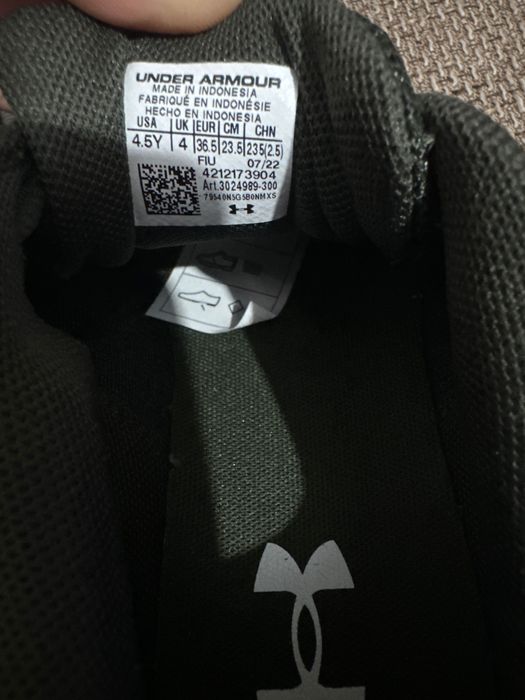 UNDER ARMOUR
MADE IN INDONESIA
FABRIQUÉ EN INDONÉSIE
HECHO EN INDONESIA
USA UK EUR CM CHN
4.5Y 4 36.5 23.5 235(2.5)
FIU 07/22
4212173904
Art.3024989-300
79540N5G5B0NMXS